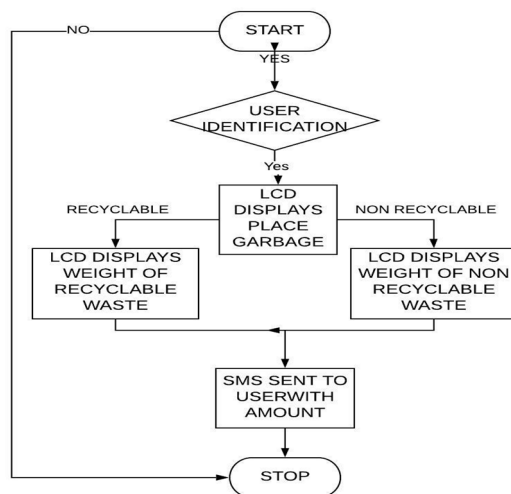 NO
START
YES
USER
IDENTIFICATION
Yes
LCD
DISPLAYS
PLACE
GARBAGE
RECYCLABLE
NON RECYCLABLE
LCD DISPLAYS
WEIGHT OF
RECYCLABLE
WASTE
LCD DISPLAYS
WEIGHT OF NON
RECYCLABLE
WASTE
SMS SENT TO
USERWITH
AMOUNT
STOP